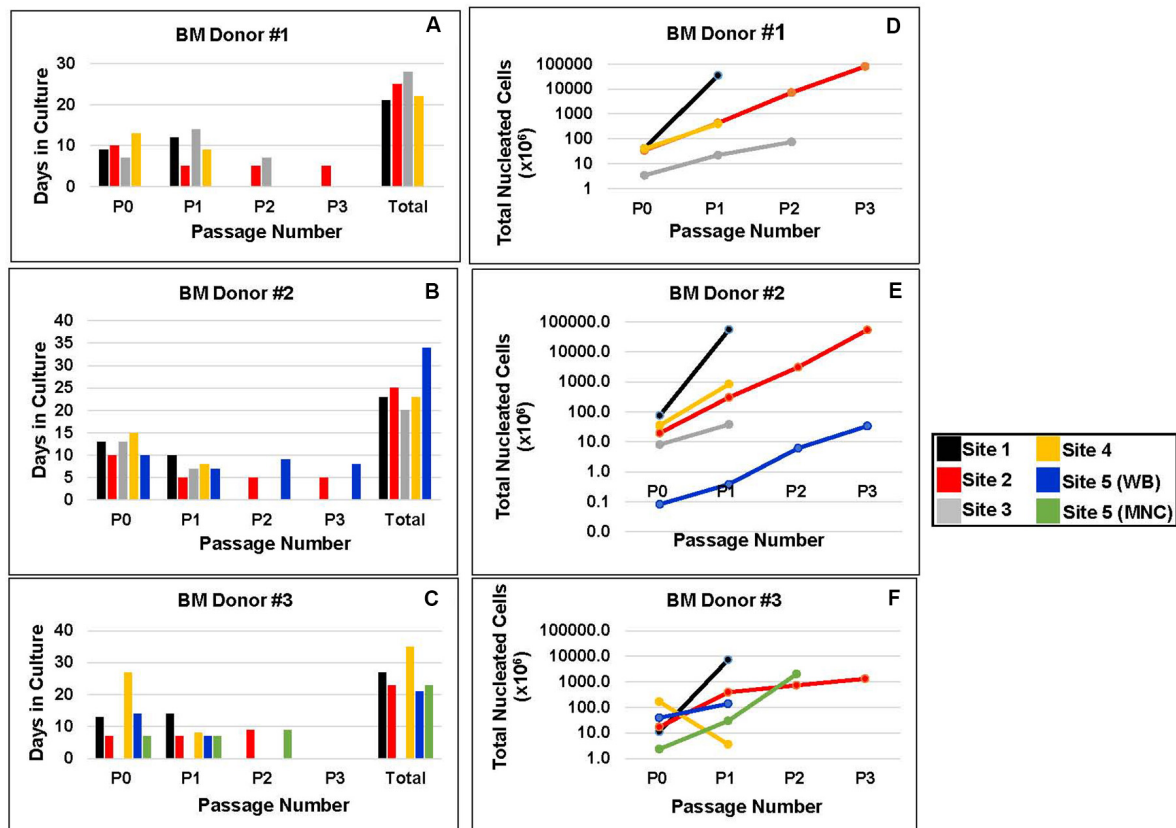 A
BM Donor #1
Days in Culture
30
20
10
0
P0 P1 P2 P3 Total
Passage Number
D
BM Donor #1
Total Nucleated Cells
(x10⁶)
100000
10000
1000
100
10
1
P0 P1 P2 P3
Passage Number
B
BM Donor #2
Days in Culture
40
35
30
25
20
15
10
5
0
P0 P1 P2 P3 Total
Passage Number
E
BM Donor #2
Total Nucleated Cells
(x10⁶)
100000.0
10000.0
1000.0
100.0
10.0
1.0
0.1
0.0
P0 P1 P2 P3
Passage Number
C
BM Donor #3
Days in Culture
40
30
20
10
0
P0 P1 P2 P3 Total
Passage Number
F
BM Donor #3
Total Nucleated Cells
(x10⁶)
100000.0
10000.0
1000.0
100.0
10.0
1.0
P0 P1 P2 P3
Passage Number
Site 1 Site 4
Site 2 Site 5 (WB)
Site 3 Site 5 (MNC)